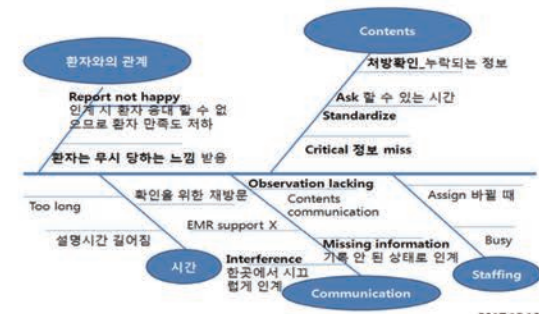 Contents
환자와의 관계
처방확인_누락되는 정보
Report not happy
인계 시 환자 응대 할 수 없
으므로 환자 만족도 저하
Ask 할 수 있는 시간
Standardize
환자는 무시 당하는 느낌 받음
Critical 정보 miss
Too long
확인을 위한 재방문
Observation lacking
Contents
communication
Assign 바뀔 때
EMR support X
설명시간 길어짐
시간
Interference
한곳에서 시끄
럽게 인계
Missing information
기록 안 된 상태로 인계
Busy
Staffing
Communication